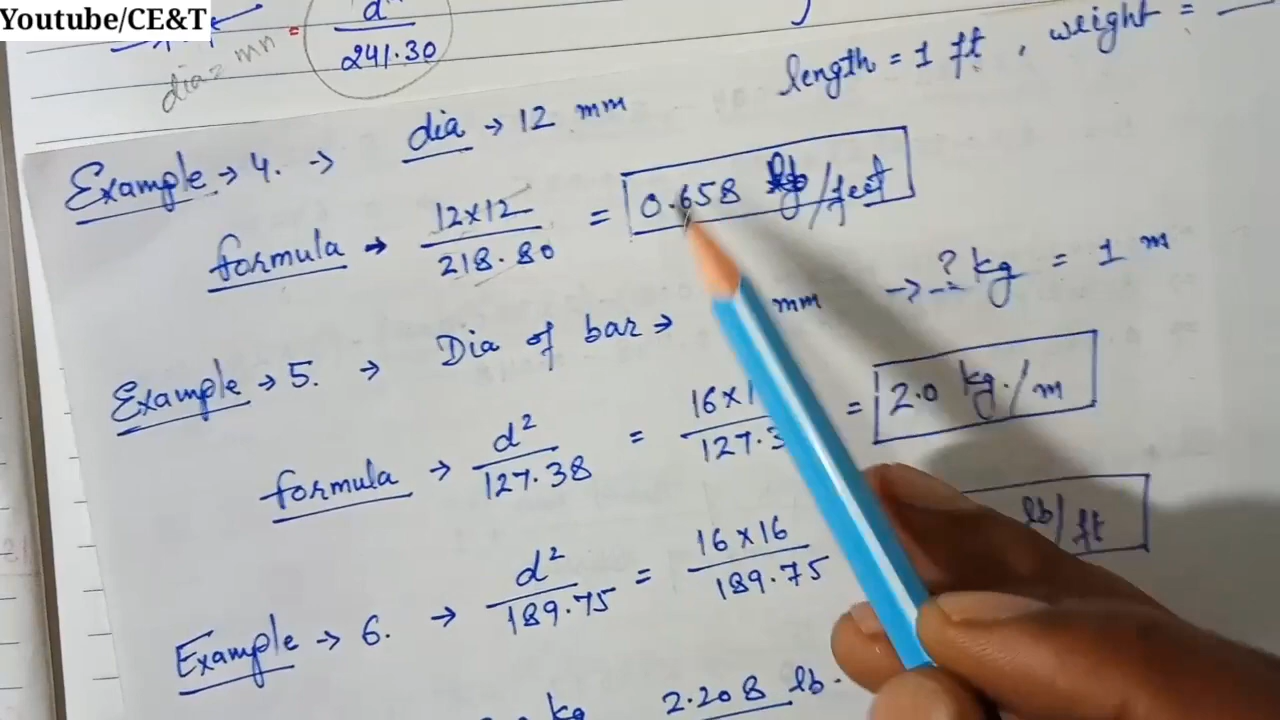 Youtube/CE&T
dia = mm = d / 241.30
length = 1 ft, weight =
Example → 4. → dia → 12 mm
formula → 12×12 / 218.80 = 0.658 lb/feet
Example → 5. → Dia of bar → mm → ? kg = 1 m
formula → d² / 127.38 = 16×1 / 127.3 = 2.0 kg./m
lb/ft
Example → 6. → d² / 189.75 = 16×16 / 189.75
kg 2.208 lb.